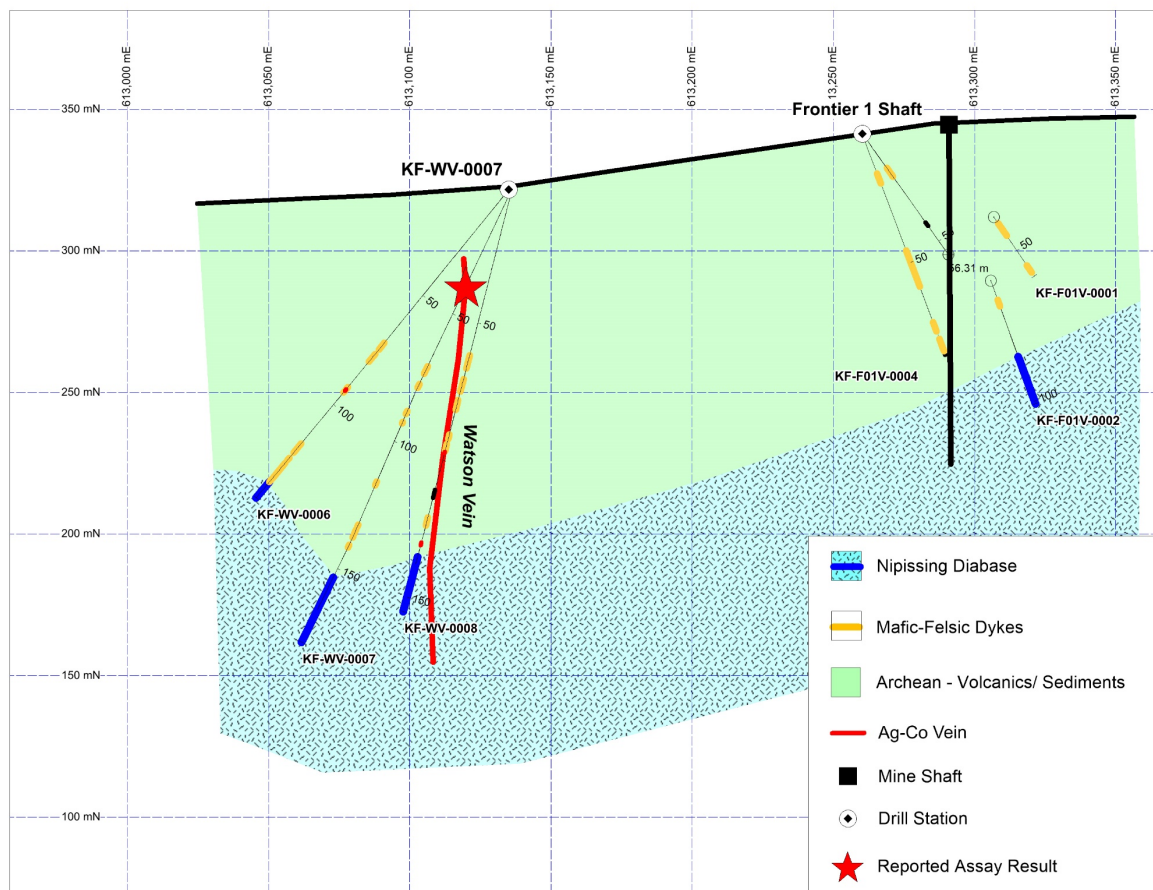 613,000 mE
613,050 mE
613,100 mE
613,150 mE
613,200 mE
613,250 mE
613,300 mE
613,350 mE
350 mN
300 mN
250 mN
200 mN
150 mN
100 mN
Frontier 1 Shaft
KF-WV-0007
50
50
50
50
50
50
56.31 m
KF-F01V-0001
KF-F01V-0004
KF-F01V-0002
100
100
100
Watson Vein
KF-WV-0006
150
150
KF-WV-0008
KF-WV-0007
Nipissing Diabase
Mafic-Felsic Dykes
Archean - Volcanics/ Sediments
Ag-Co Vein
Mine Shaft
Drill Station
Reported Assay Result